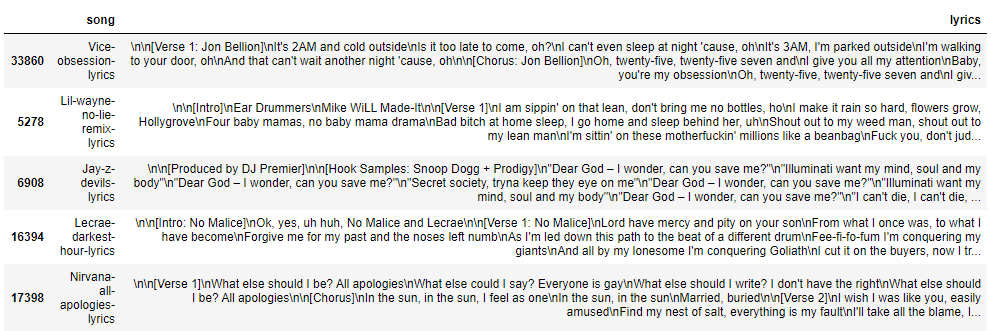 song lyrics
Vice-
obsession-
lyrics
33860
\n\n[Verse 1: Jon Bellion]\nIt's 2AM and cold outside\nIs it too late to come, oh?\nI can't even sleep at night 'cause, oh\nIt's 3AM, I'm parked outside\nI'm walking
to your door, oh\nAnd that can't wait another night 'cause, oh\n\n[Chorus: Jon Bellion]\nOh, twenty-five, twenty-five seven and\nI give you all my attention\nBaby,
you're my obsession\nOh, twenty-five, twenty-five seven and\nI giv...
Lil-wayne-
no-lie-
remix-
lyrics
5278
\n\n[Intro]\nEar Drummers\nMike WiLL Made-It\n\n[Verse 1]\nI am sippin' on that lean, don't bring me no bottles, ho\nI make it rain so hard, flowers grow,
Hollygrove\nFour baby mamas, no baby mama drama\nBad bitch at home sleep, I go home and sleep behind her, uh\nShout out to my weed man, shout out to
my lean man\nI'm sittin' on these motherfuckin' millions like a beanbag\nFuck you, don't jud...
Jay-z-
devils-
lyrics
6908
\n\n[Produced by DJ Premier]\n\n[Hook Samples: Snoop Dogg + Prodigy]\n"Dear God – I wonder, can you save me?"\n"Illuminati want my mind, soul and my
body"\n"Dear God – I wonder, can you save me?"\n"Secret society, tryna keep they eye on me"\n"Dear God – I wonder, can you save me?"\n"Illuminati want my
mind, soul and my body"\n"Dear God – I wonder, can you save me?"\n"I can't die, I can't die, ...
Lecrae-
darkest-
hour-lyrics
16394
\n\n[Intro: No Malice]\nOk, yes, uh huh, No Malice and Lecrae\n\n[Verse 1: No Malice]\nLord have mercy and pity on your son\nFrom what I once was, to what I
have become\nForgive me for my past and the noses left numb\nAs I'm led down this path to the beat of a different drum\nFee-fi-fo-fum I'm conquering my
giants\nAnd all by my lonesome I'm conquering Goliath\nI cut it on the buyers, now I tr...
Nirvana-
all-
apologies-
lyrics
17398
\n\n[Verse 1]\nWhat else should I be? All apologies\nWhat else could I say? Everyone is gay\nWhat else should I write? I don't have the right\nWhat else should
I be? All apologies\n\n[Chorus]\nIn the sun, in the sun, I feel as one\nIn the sun, in the sun\nMarried, buried\n\n[Verse 2]\nI wish I was like you, easily
amused\nFind my nest of salt, everything is my fault\nI'll take all the blame, I...